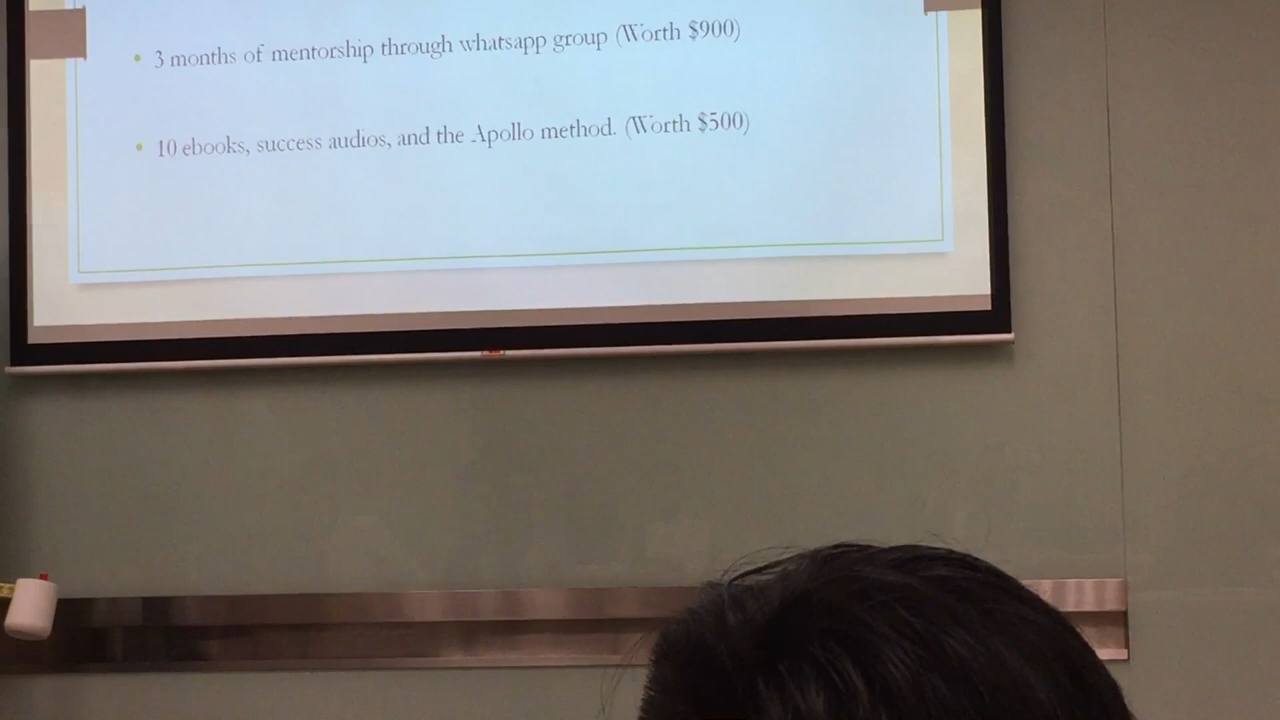 • 3 months of mentorship through whatsapp group (Worth $900)
• 10 ebooks, success audios, and the Apollo method. (Worth $500)